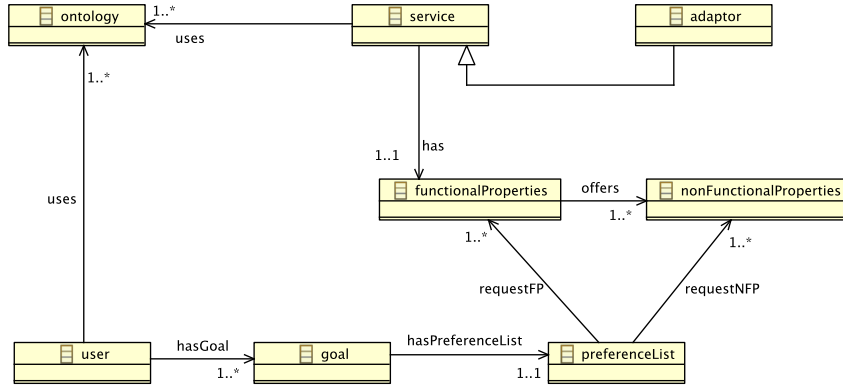 ontology
1..*
uses
service
adaptor
1..*
has
1..1
uses
functionalProperties
offers
1..*
nonFunctionalProperties
1..*
1..*
requestFP
requestNFP
user
hasGoal
1..*
goal
hasPreferenceList
1..1
preferenceList